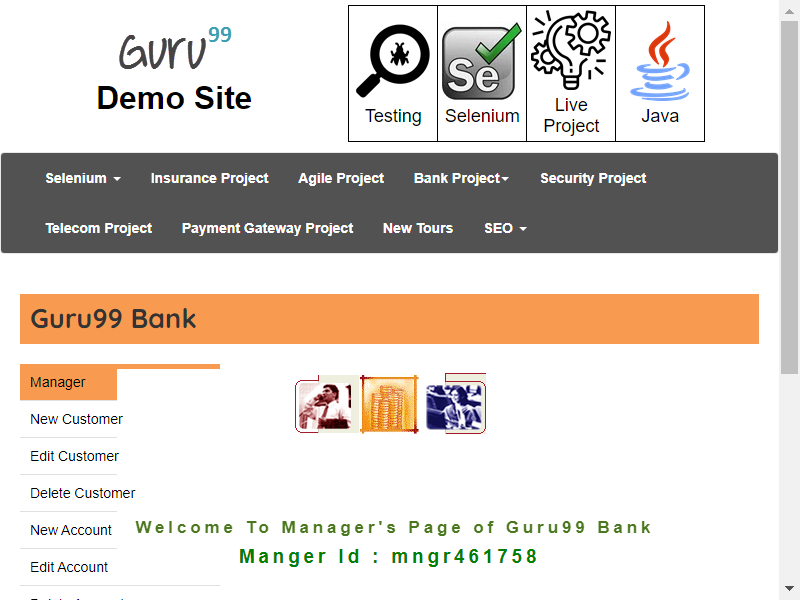 Guru99
Demo Site
Testing
Se
Selenium
Live
Project
Java
Selenium
Insurance Project
Agile Project
Bank Project
Security Project
Telecom Project
Payment Gateway Project
New Tours
SEO
Guru99 Bank
Manager
New Customer
Edit Customer
Delete Customer
New Account
Edit Account
Welcome To Manager's Page of Guru99 Bank
Manger Id : mngr461758